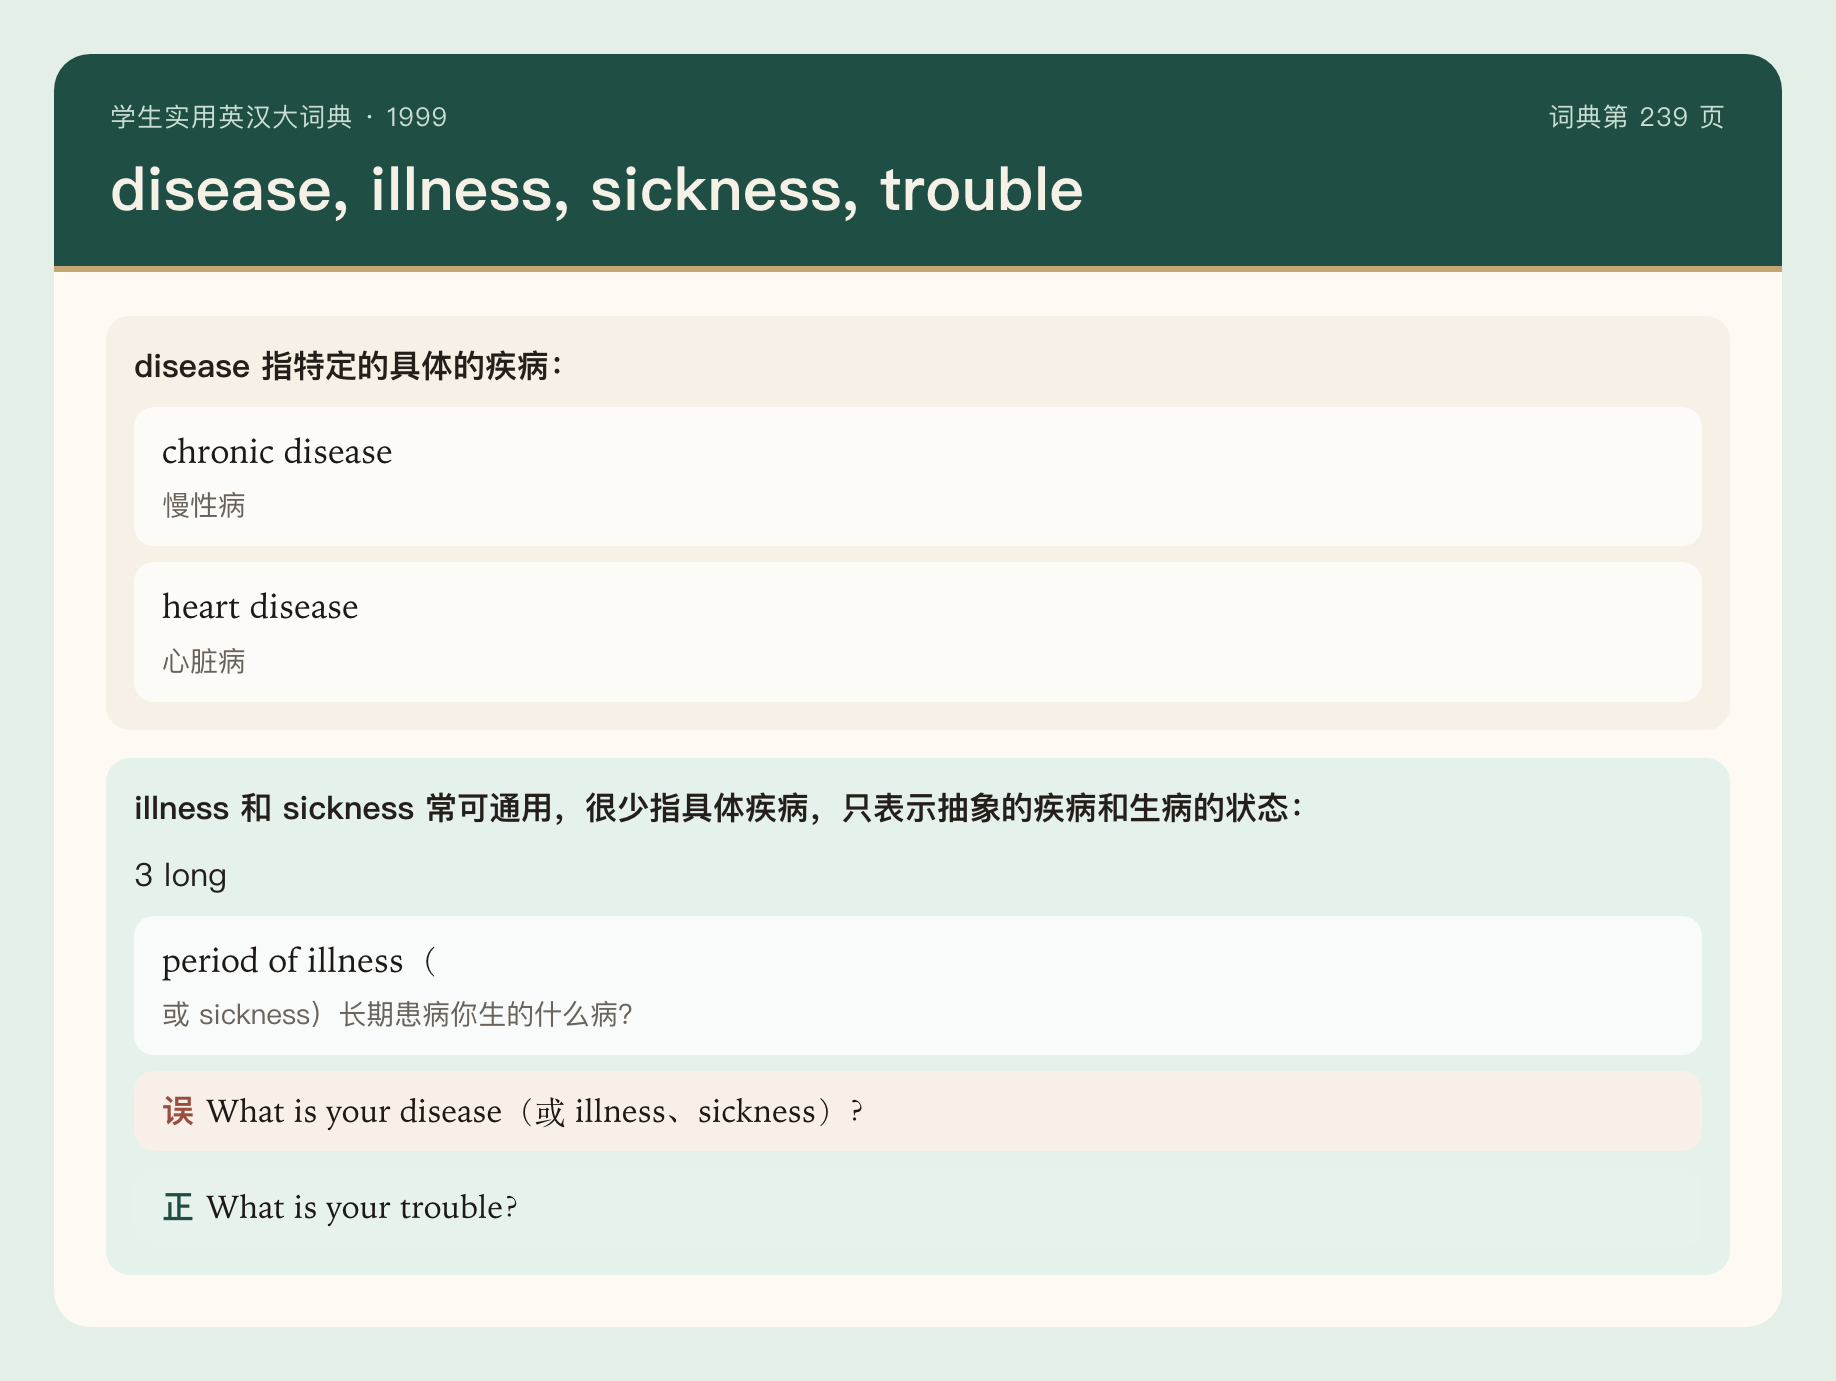 学生实用英汉大词典 · 1999
词典第 239 页
disease, illness, sickness, trouble
disease 指特定的具体的疾病：
chronic disease
慢性病
heart disease
心脏病
illness 和 sickness 常可通用，很少指具体疾病，只表示抽象的疾病和生病的状态：
3 long
period of illness（
或 sickness）长期患病你生的什么病？
误 What is your disease（或 illness、sickness）?
正 What is your trouble?